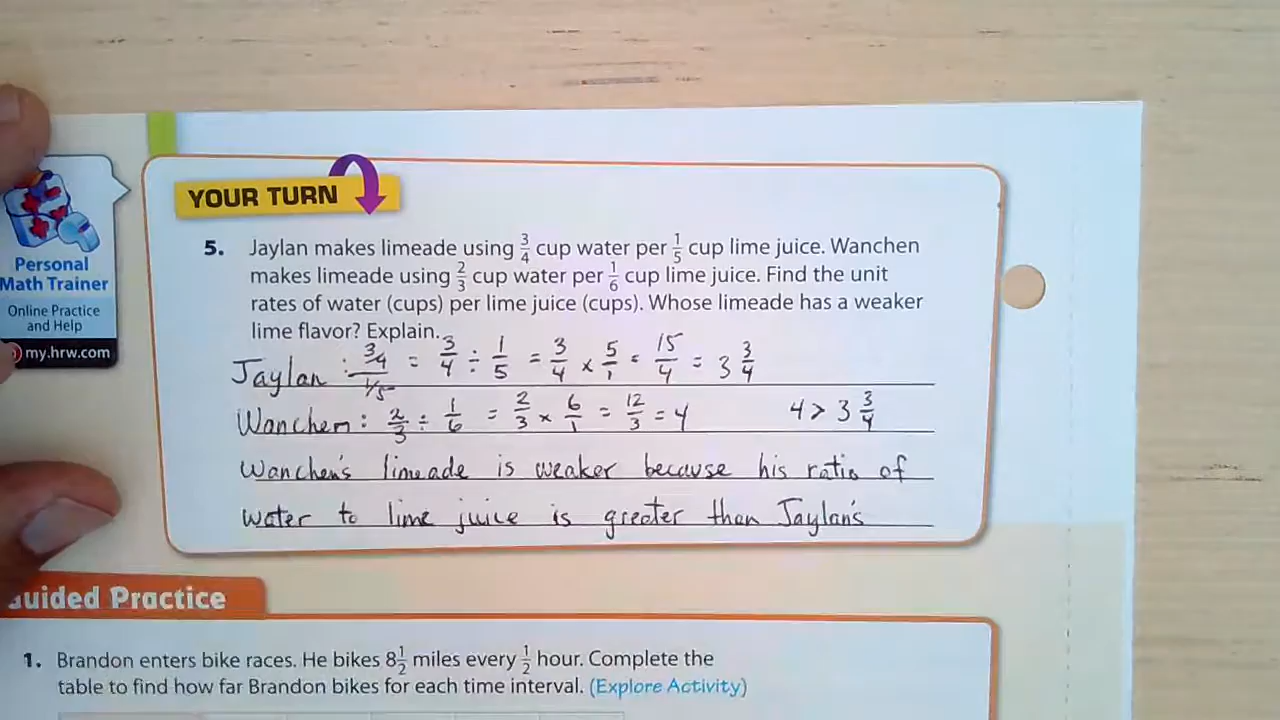 YOUR TURN
5. Jaylan makes limeade using 3/4 cup water per 1/5 cup lime juice. Wanchen
makes limeade using 2/3 cup water per 1/6 cup lime juice. Find the unit
rates of water (cups) per lime juice (cups). Whose limeade has a weaker
lime flavor? Explain.
Jaylan : 3/4 / 1/5 = 3/4 ÷ 1/5 = 3/4 × 5/1 = 15/4 = 3 3/4
Wanchen : 2/3 ÷ 1/6 = 2/3 × 6/1 = 12/3 = 4 4 > 3 3/4
Wanchen's limeade is weaker because his ratio of
water to lime juice is greater than Jaylan's
Personal
Math Trainer
Online Practice
and Help
my.hrw.com
Guided Practice
1. Brandon enters bike races. He bikes 8 1/2 miles every 1/2 hour. Complete the
table to find how far Brandon bikes for each time interval. (Explore Activity)